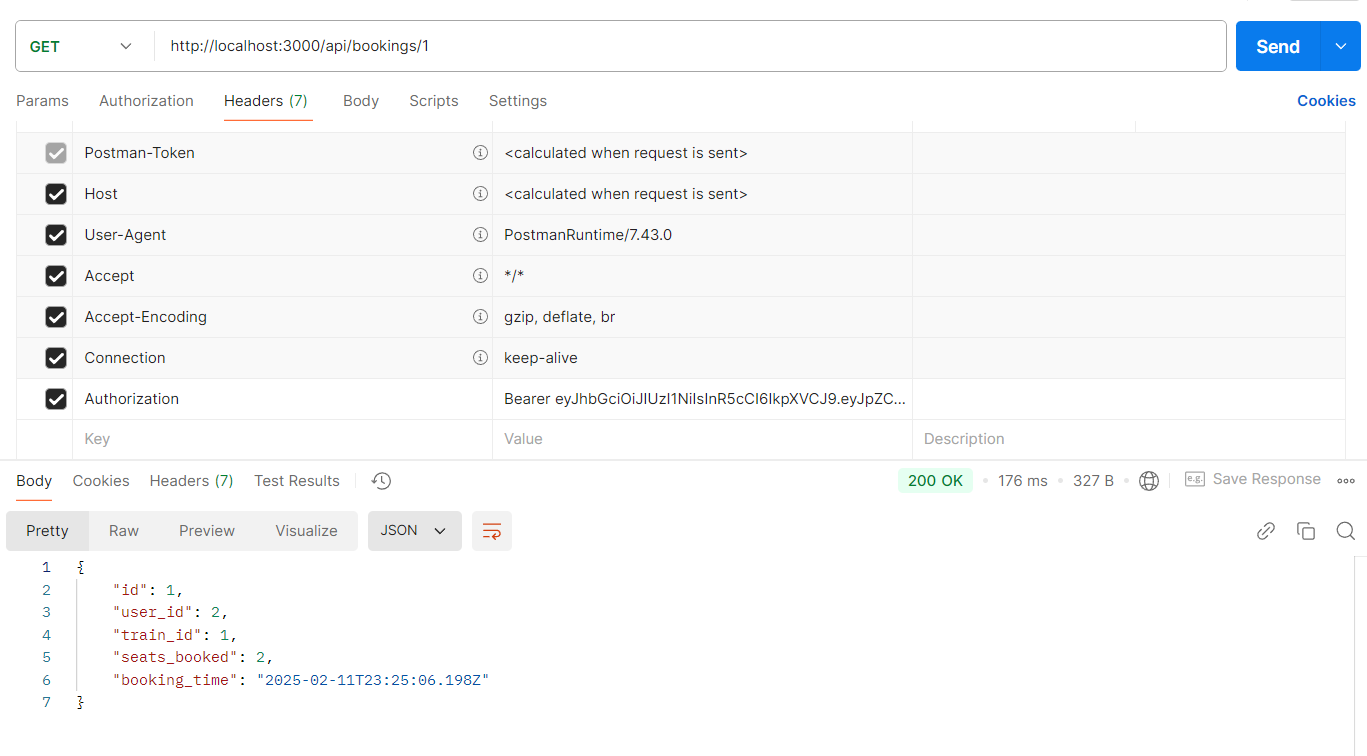 GET http://localhost:3000/api/bookings/1 Send
Params Authorization Headers (7) Body Scripts Settings Cookies
Postman-Token <calculated when request is sent>
Host <calculated when request is sent>
User-Agent PostmanRuntime/7.43.0
Accept */*
Accept-Encoding gzip, deflate, br
Connection keep-alive
Authorization Bearer eyJhbGciOiJIUzI1NiIsInR5cCI6IkpXVCJ9.eyJpZC...
Key Value Description
Body Cookies Headers (7) Test Results 200 OK 176 ms 327 B e.g. Save Response
Pretty Raw Preview Visualize JSON
1 {
2 "id": 1,
3 "user_id": 2,
4 "train_id": 1,
5 "seats_booked": 2,
6 "booking_time": "2025-02-11T23:25:06.198Z"
7 }